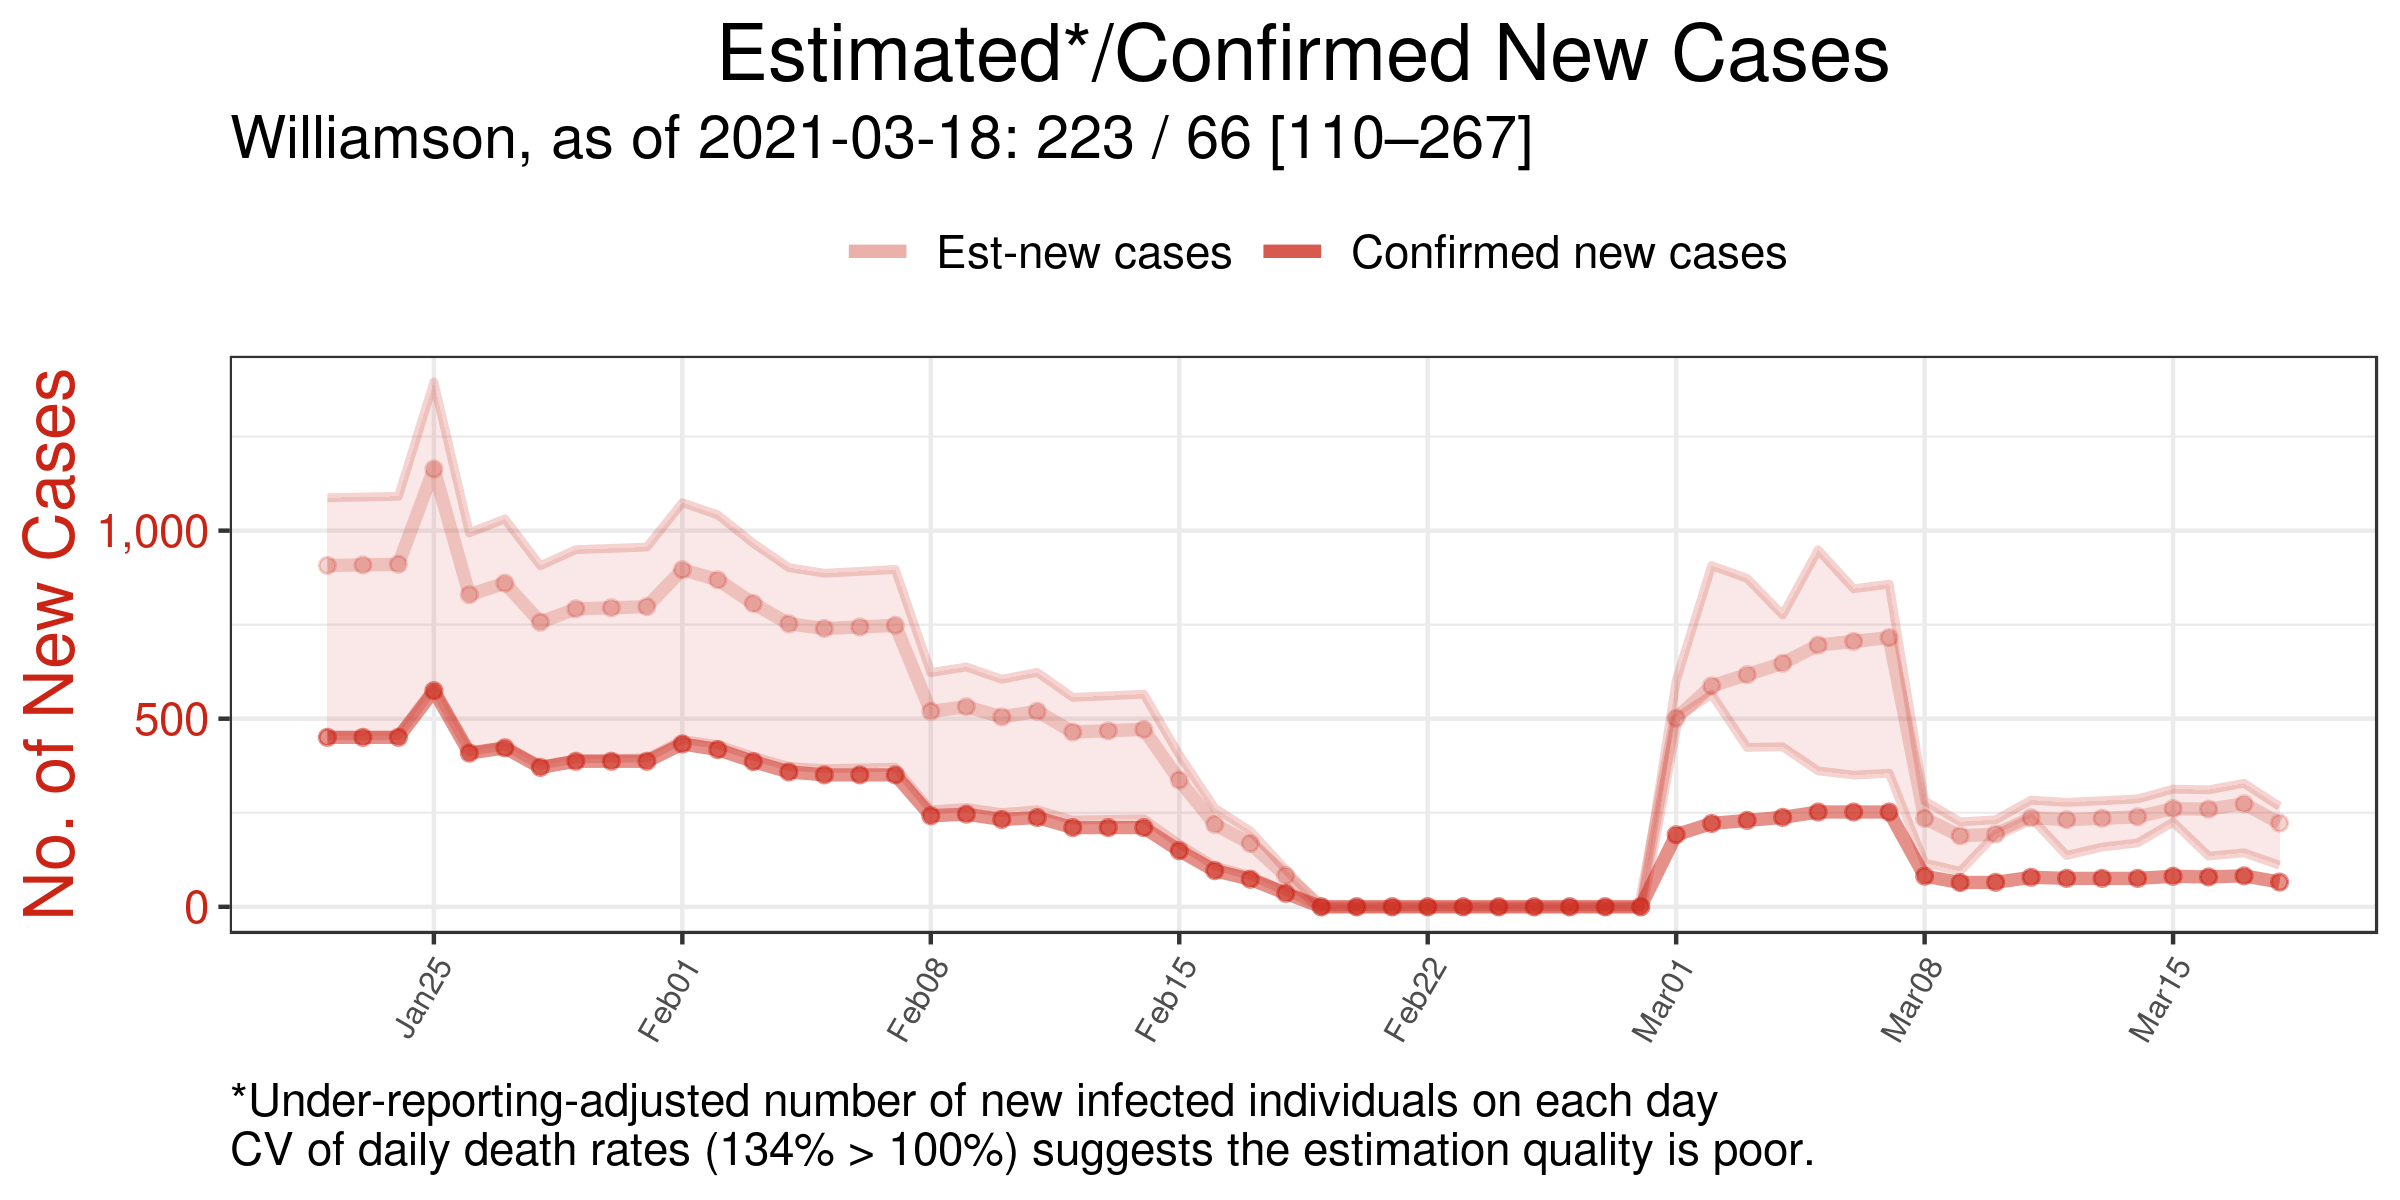 Estimated*/Confirmed New Cases
Williamson, as of 2021-03-18: 223 / 66 [110–267]
Est-new cases
Confirmed new cases
No. of New Cases
1,000
500
0
Jan25
Feb01
Feb08
Feb15
Feb22
Mar01
Mar08
Mar15
*Under-reporting-adjusted number of new infected individuals on each day
CV of daily death rates (134% > 100%) suggests the estimation quality is poor.